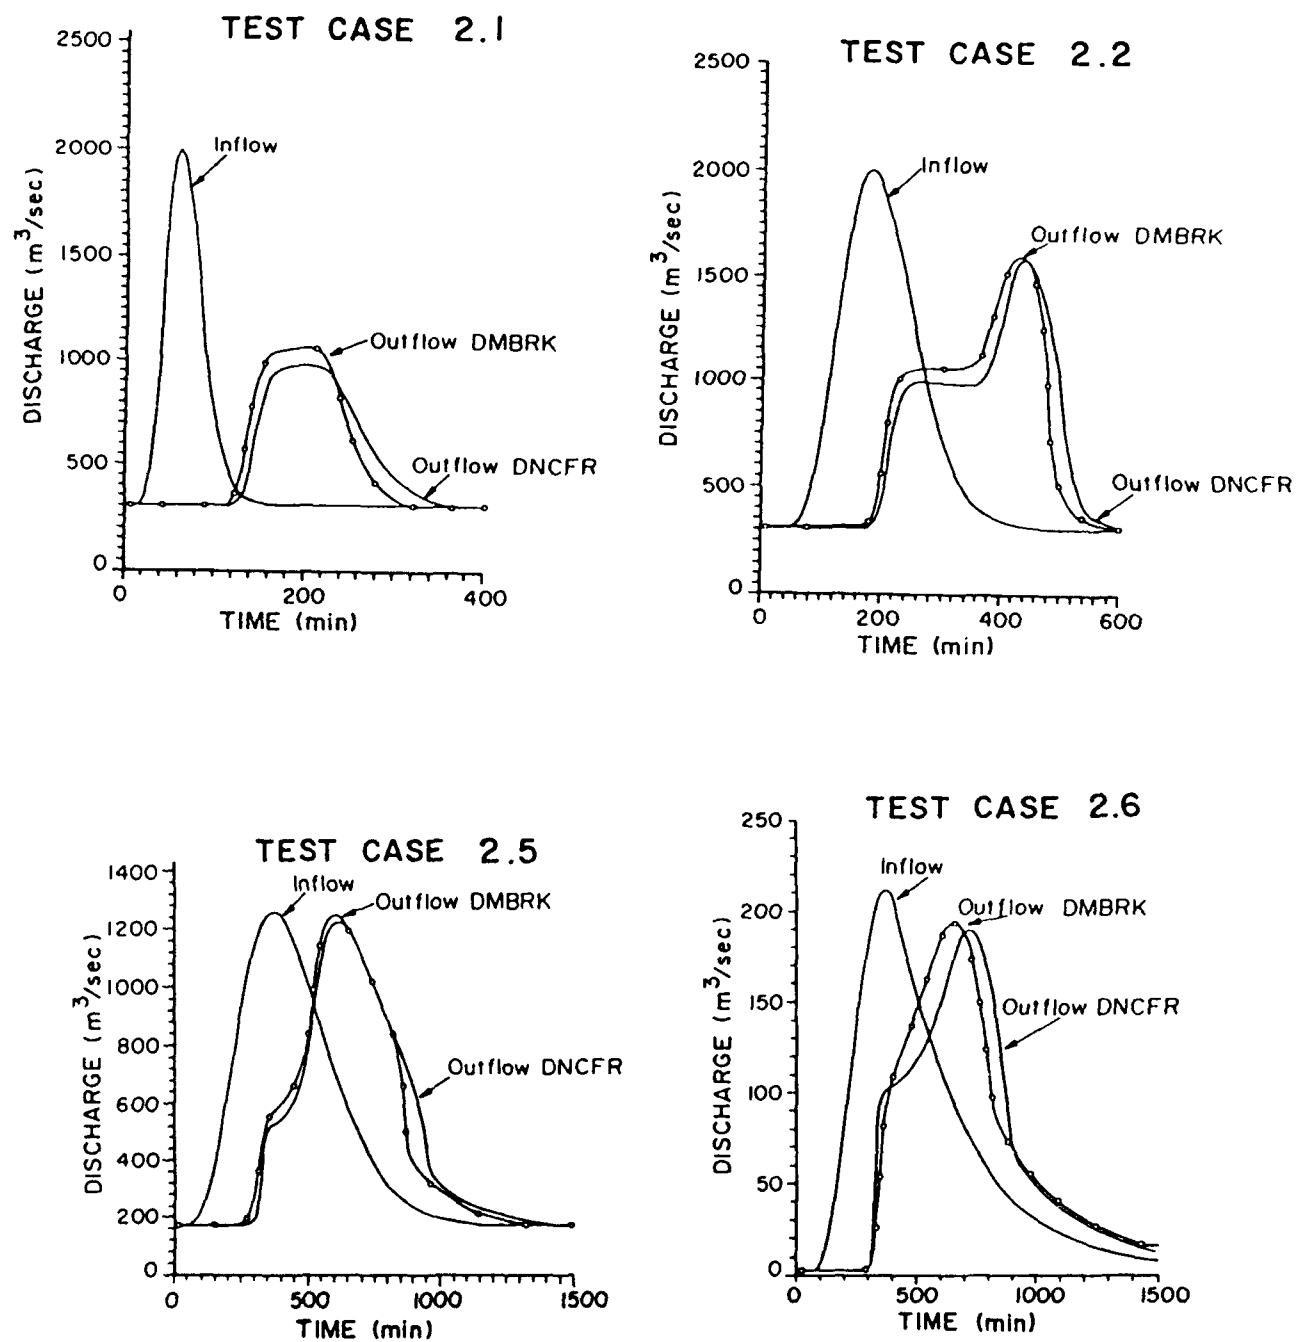 TEST CASE 2.1
2500
2000
1500
1000
500
0
DISCHARGE (m³/sec)
Inflow
Outflow DMBRK
Outflow DNCFR
0 200 400
TIME (min)
TEST CASE 2.2
2500
2000
1500
1000
500
0
DISCHARGE (m³/sec)
Inflow
Outflow DMBRK
Outflow DNCFR
0 200 400 600
TIME (min)
TEST CASE 2.5
1400
1200
1000
800
600
400
200
0
DISCHARGE (m³/sec)
Inflow
Outflow DMBRK
Outflow DNCFR
0 500 1000 1500
TIME (min)
TEST CASE 2.6
250
200
150
100
50
0
DISCHARGE (m³/sec)
Inflow
Outflow DMBRK
Outflow DNCFR
0 500 1000 1500
TIME (min)